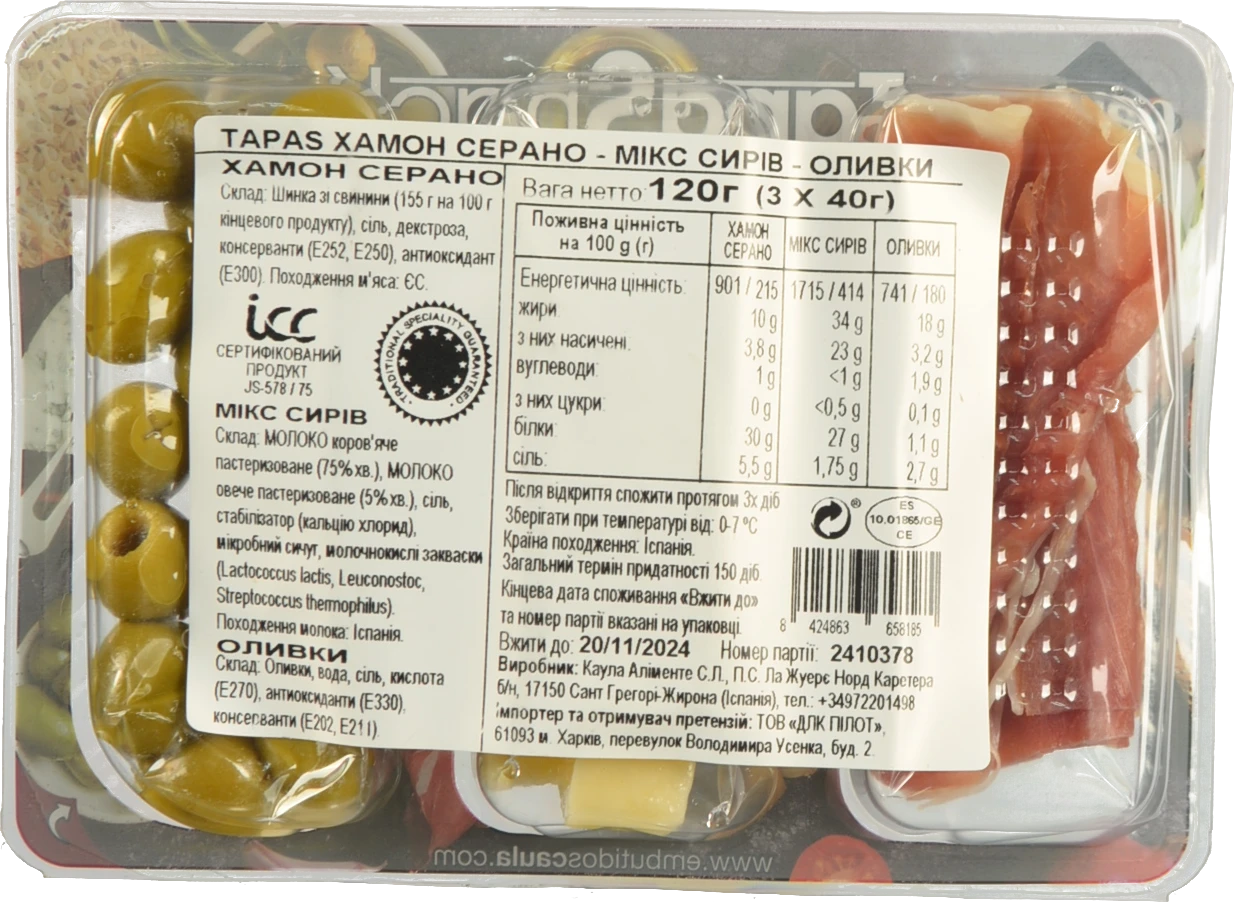 TAPAS ХАМОН СЕРАНО - МІКС СИРІВ - ОЛИВКИ
ХАМОН СЕРАНО
Склад: Шинка зі свинини (155 г на 100 г
кінцевого продукту), сіль, декстроза,
консерванти (Е252, Е250), антиоксидант
(Е300). Походження м'яса: ЄС.
icc
СЕРТИФІКОВАНИЙ
ПРОДУКТ
JS-578 / 75
TRADITIONAL SPECIALITY GUARANTEED
МІКС СИРІВ
Склад: МОЛОКО коров'яче
пастеризоване (75% хв.), МОЛОКО
овече пастеризоване (5% хв.), сіль,
стабілізатор (кальцію хлорид),
мікробний сичуг, молочнокислі закваски
(Lactococcus lactis, Leuconostoc,
Streptococcus thermophilus).
Походження молока: Іспанія.
ОЛИВКИ
Склад: Оливки, вода, сіль, кислота
(Е270), антиоксиданти (Е330),
консерванти (Е202, Е211).
Вага нетто 120г (3 X 40г)
Поживна цінність на 100 g (г) ХАМОН СЕРАНО МІКС СИРІВ ОЛИВКИ
Енергетична цінність: 901 / 215 1715 / 414 741 / 180
жири 10 g 34 g 18 g
з них насичені. 3,8 g 23 g 3,2 g
вуглеводи: 1 g <1 g 1,9 g
з них цукри: 0 g <0,5 g 0,1 g
білки: 30 g 27 g 1,1 g
сіль: 5,5 g 1,75 g 2,7 g
Після відкриття спожити протягом 3х діб
Зберігати при температурі від: 0-7 °C
Країна походження: Іспанія.
Загальний термін придатності 150 діб.
Кінцева дата споживання «Вжити до»
та номер партії вказані на упаковці.
ES
10.01865/GE
CE
8 424863 658185
Вжити до: 20/11/2024 Номер партії: 2410378
Виробник: Каула Аліменте С.Л., П.С. Ла Жуерс Норд Каретера
б/н, 17150 Сант Грегорі-Жирона (Іспанія), тел.: +34972201498
Імпортер та отримувач претензій: ТОВ «ДЛК ПІЛОТ»,
61093 м. Харків, перевулок Володимира Усенка, буд. 2.
www.embutidoscaula.com